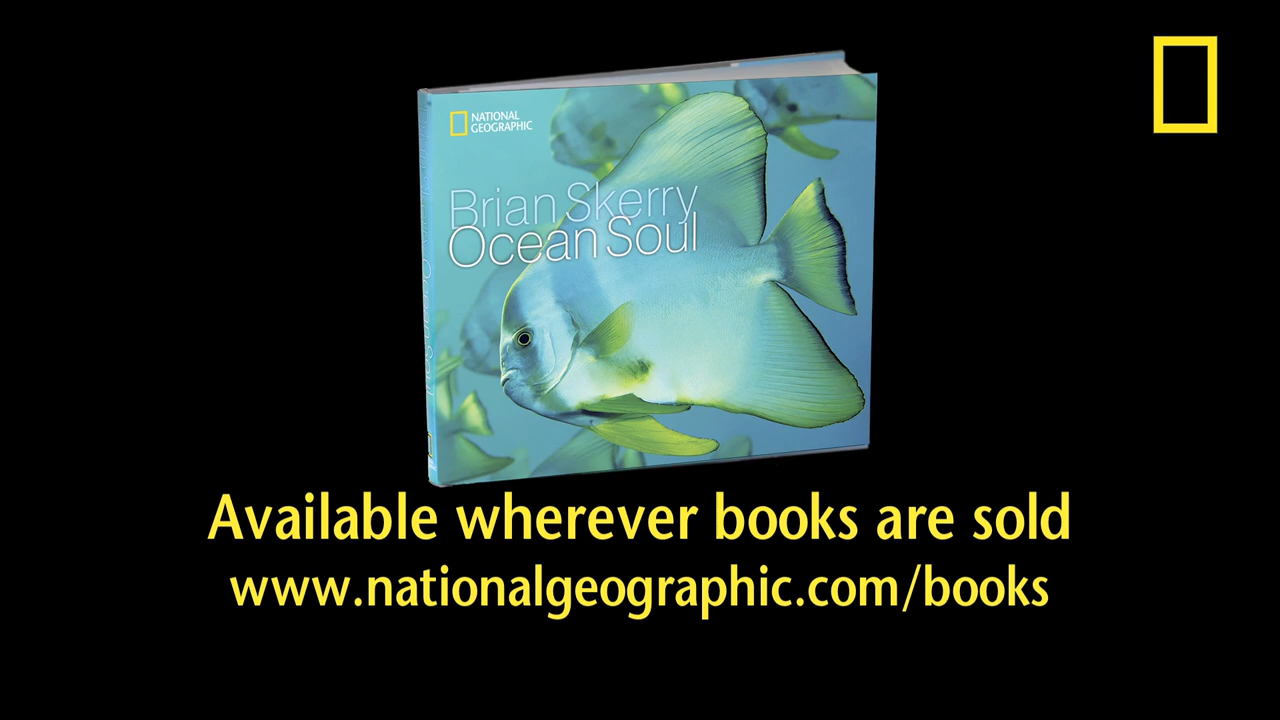 NATIONAL
GEOGRAPHIC
Brian Skerry
Ocean Soul
Available wherever books are sold
www.nationalgeographic.com/books